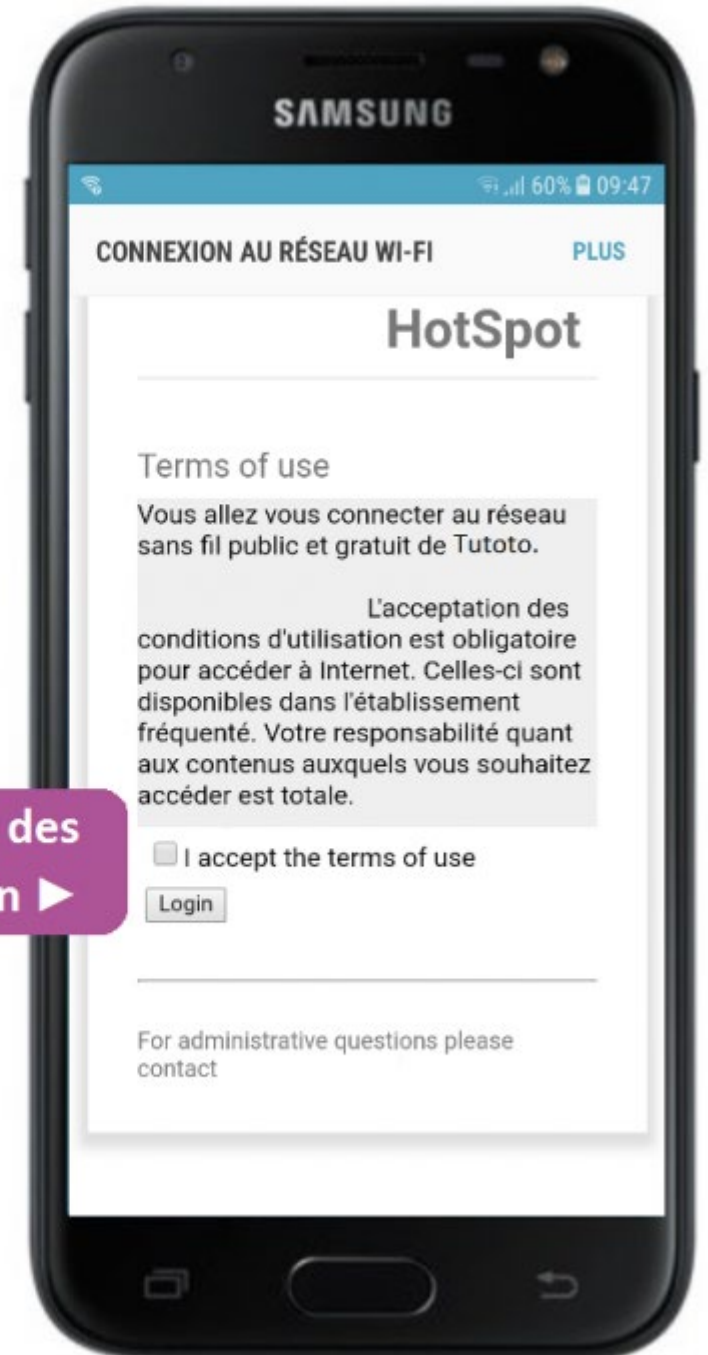 SAMSUNG
60% 09:47
CONNEXION AU RÉSEAU WI-FI PLUS
HotSpot
Terms of use
Vous allez vous connecter au réseau
sans fil public et gratuit de Tutoto.
L'acceptation des
conditions d'utilisation est obligatoire
pour accéder à Internet. Celles-ci sont
disponibles dans l'établissement
fréquenté. Votre responsabilité quant
aux contenus auxquels vous souhaitez
accéder est totale.
des
n ►
I accept the terms of use
Login
For administrative questions please
contact